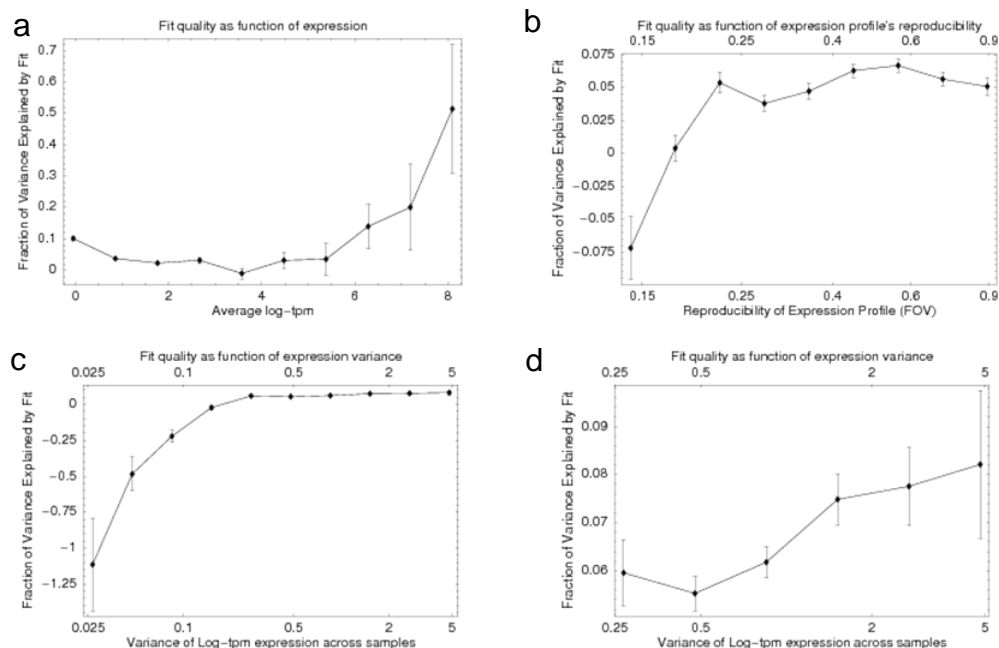 a
Fit quality as function of expression
Fraction of Variance Explained by Fit
0.7
0.6
0.5
0.4
0.3
0.2
0.1
0
0 2 4 6 8
Average log-tpm
b
Fit quality as function of expression profile's reproducibility
0.15 0.25 0.4 0.6 0.9
Fraction of Variance Explained by Fit
0.075
0.05
0.025
0
-0.025
-0.05
-0.075
0.15 0.25 0.4 0.6 0.9
Reproducibility of Expression Profile (FOV)
c
Fit quality as function of expression variance
0.025 0.1 0.5 2 5
Fraction of Variance Explained by Fit
0
-0.25
-0.5
-0.75
-1
-1.25
0.025 0.1 0.5 2 5
Variance of Log-tpm expression across samples
d
Fit quality as function of expression variance
0.25 0.5 2 5
Fraction of Variance Explained by Fit
0.09
0.08
0.07
0.06
0.25 0.5 2 5
Variance of Log-tpm expression across samples